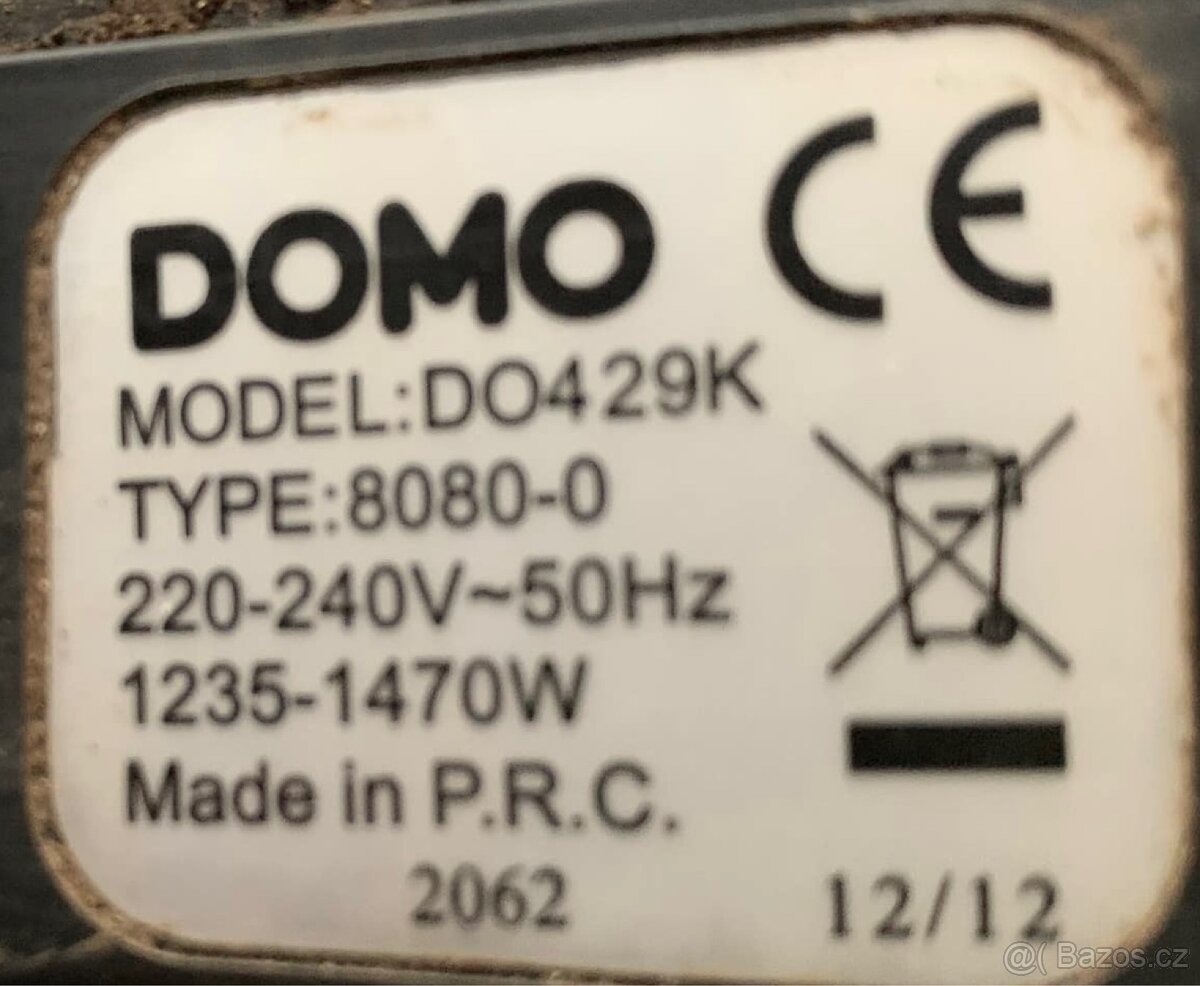 DOMO CE
MODEL:DO429K
TYPE:8080-0
220-240V~50Hz
1235-1470W
Made in P.R.C.
2062 12/12
@( Bazos.cz